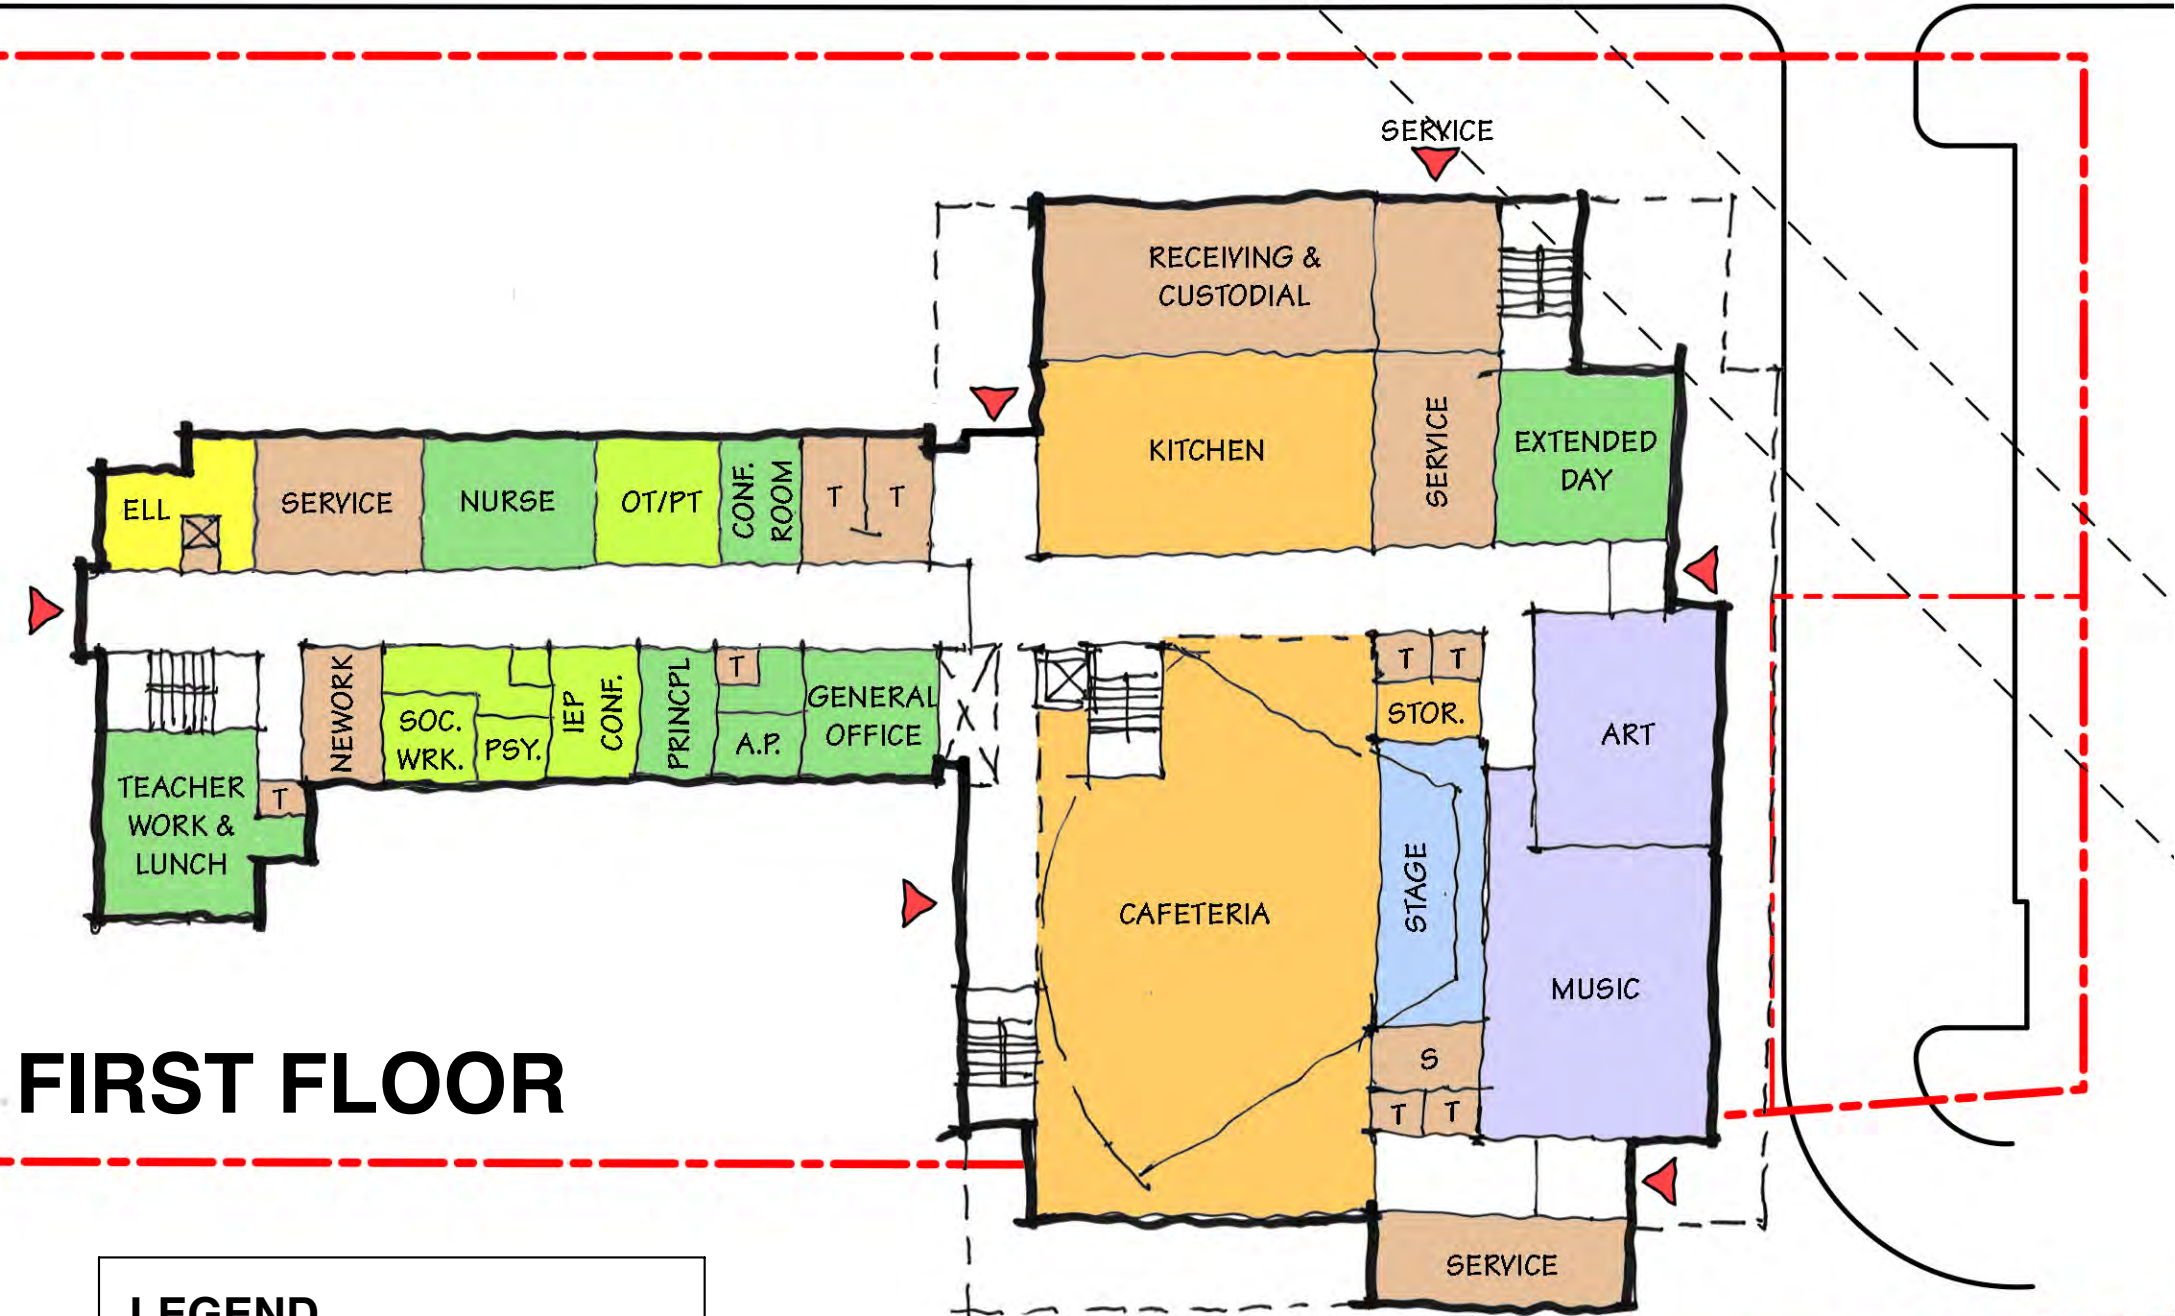 SERVICE
RECEIVING &
CUSTODIAL
KITCHEN
SERVICE
EXTENDED
DAY
ELL
SERVICE
NURSE
OT/PT
CONF.
ROOM
T
T
NEWORK
SOC.
WRK.
PSY.
IEP
CONF.
PRINCPL
T
A.P.
GENERAL
OFFICE
TEACHER
WORK &
LUNCH
T
T
T
STOR.
ART
STAGE
CAFETERIA
MUSIC
S
T
T
SERVICE
FIRST FLOOR
LEGEND